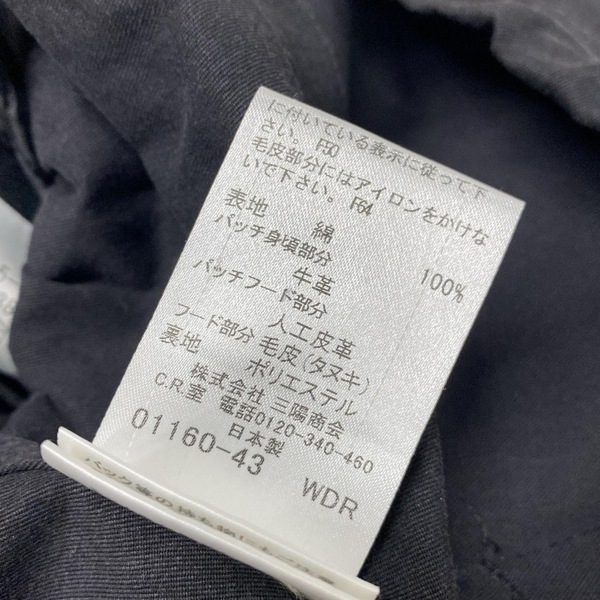 に付いている表示に従って下
さい。 F50
毛皮部分にはアイロンをかけな
いで下さい。 F64
表地 綿 100%
パッチ身頃部分
牛革
パッチフード部分
人工皮革
フード部分 毛皮(タヌキ)
裏地 ポリエステル
株式会社 三陽商会
C.R.室 電話0120-340-460
日本製
01160-43 WDR